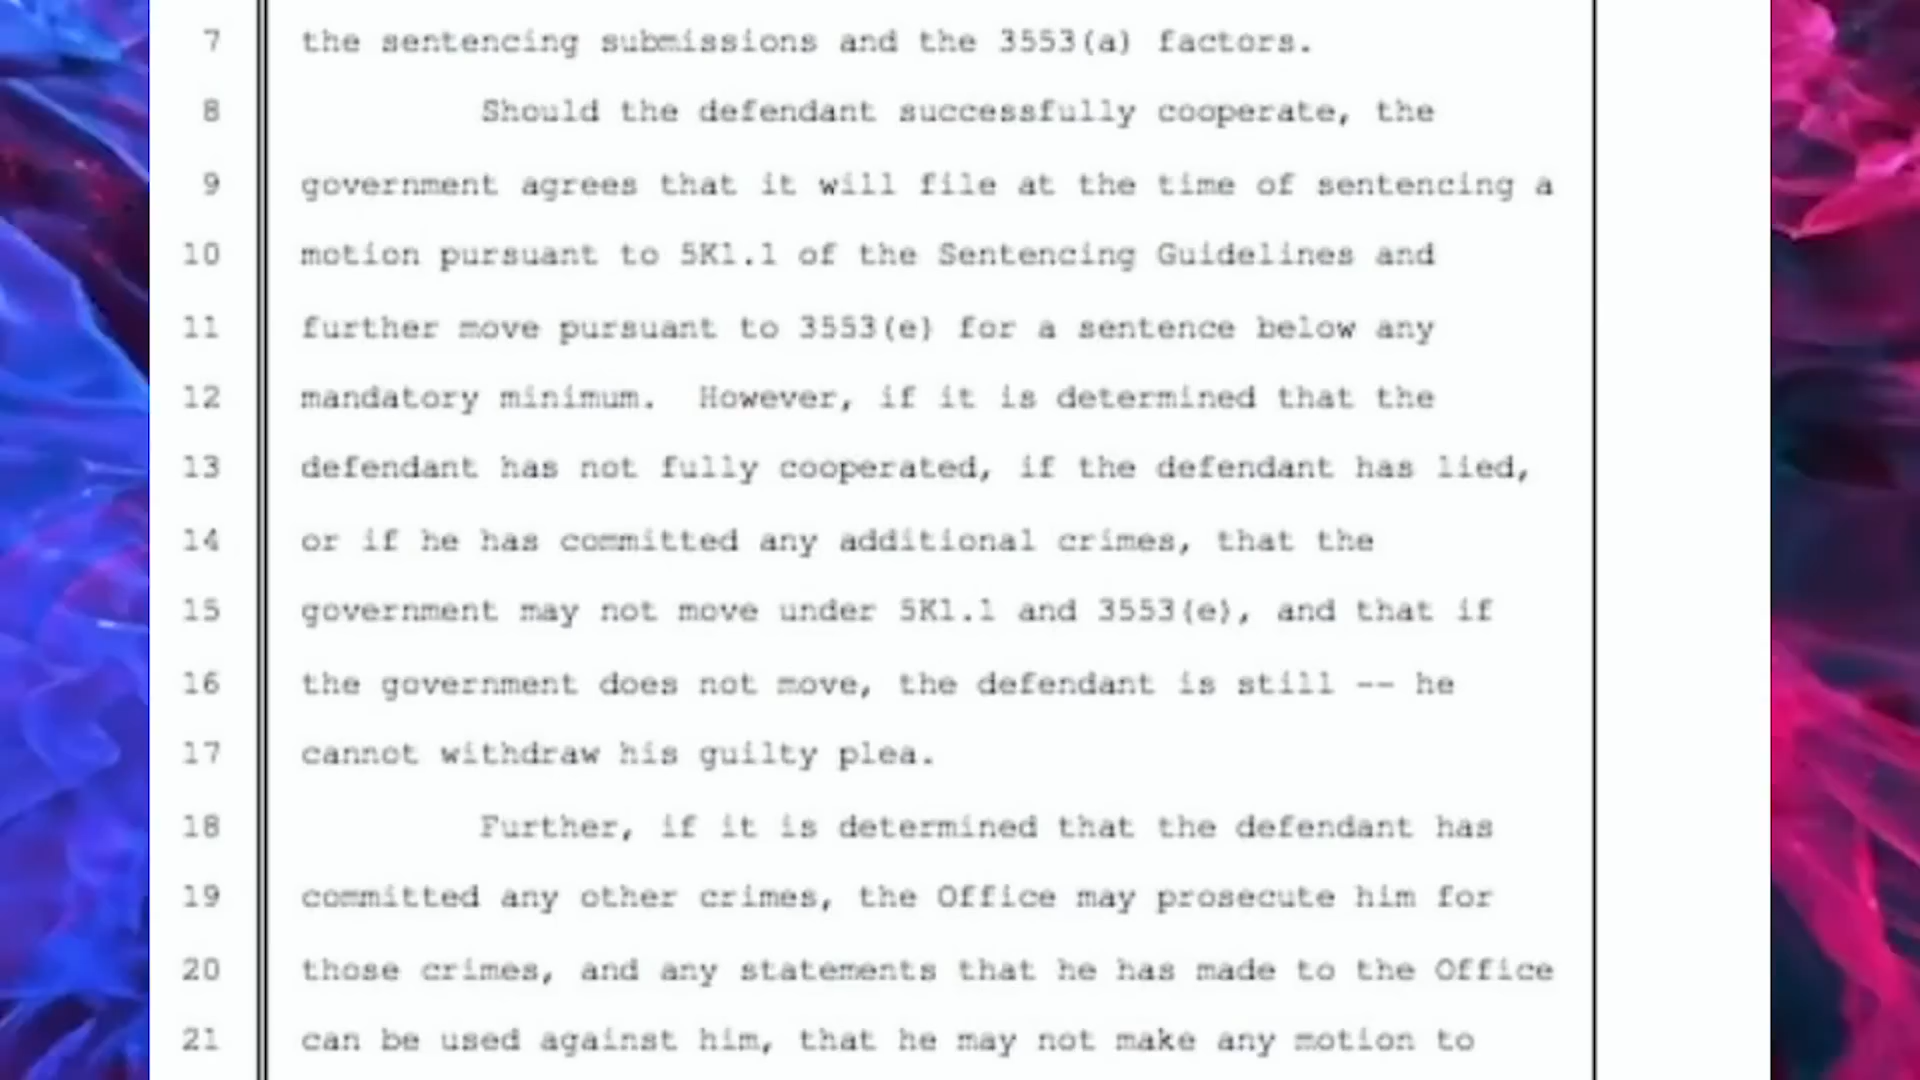 7 the sentencing submissions and the 3553(a) factors.
8 Should the defendant successfully cooperate, the
9 government agrees that it will file at the time of sentencing a
10 motion pursuant to 5K1.1 of the Sentencing Guidelines and
11 further move pursuant to 3553(e) for a sentence below any
12 mandatory minimum. However, if it is determined that the
13 defendant has not fully cooperated, if the defendant has lied,
14 or if he has committed any additional crimes, that the
15 government may not move under 5K1.1 and 3553(e), and that if
16 the government does not move, the defendant is still -- he
17 cannot withdraw his guilty plea.
18 Further, if it is determined that the defendant has
19 committed any other crimes, the Office may prosecute him for
20 those crimes, and any statements that he has made to the Office
21 can be used against him, that he may not make any motion to